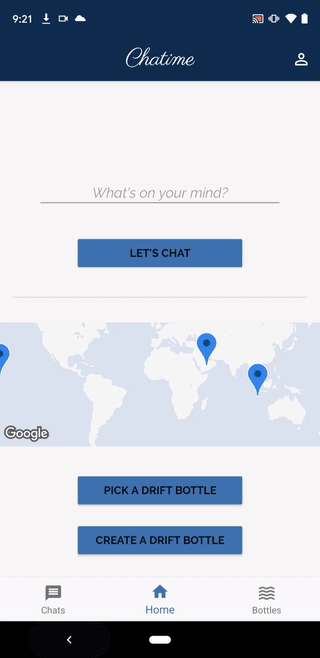 9:21
Chatime
What's on your mind?
LET'S CHAT
Google
PICK A DRIFT BOTTLE
CREATE A DRIFT BOTTLE
Chats
Home
Bottles